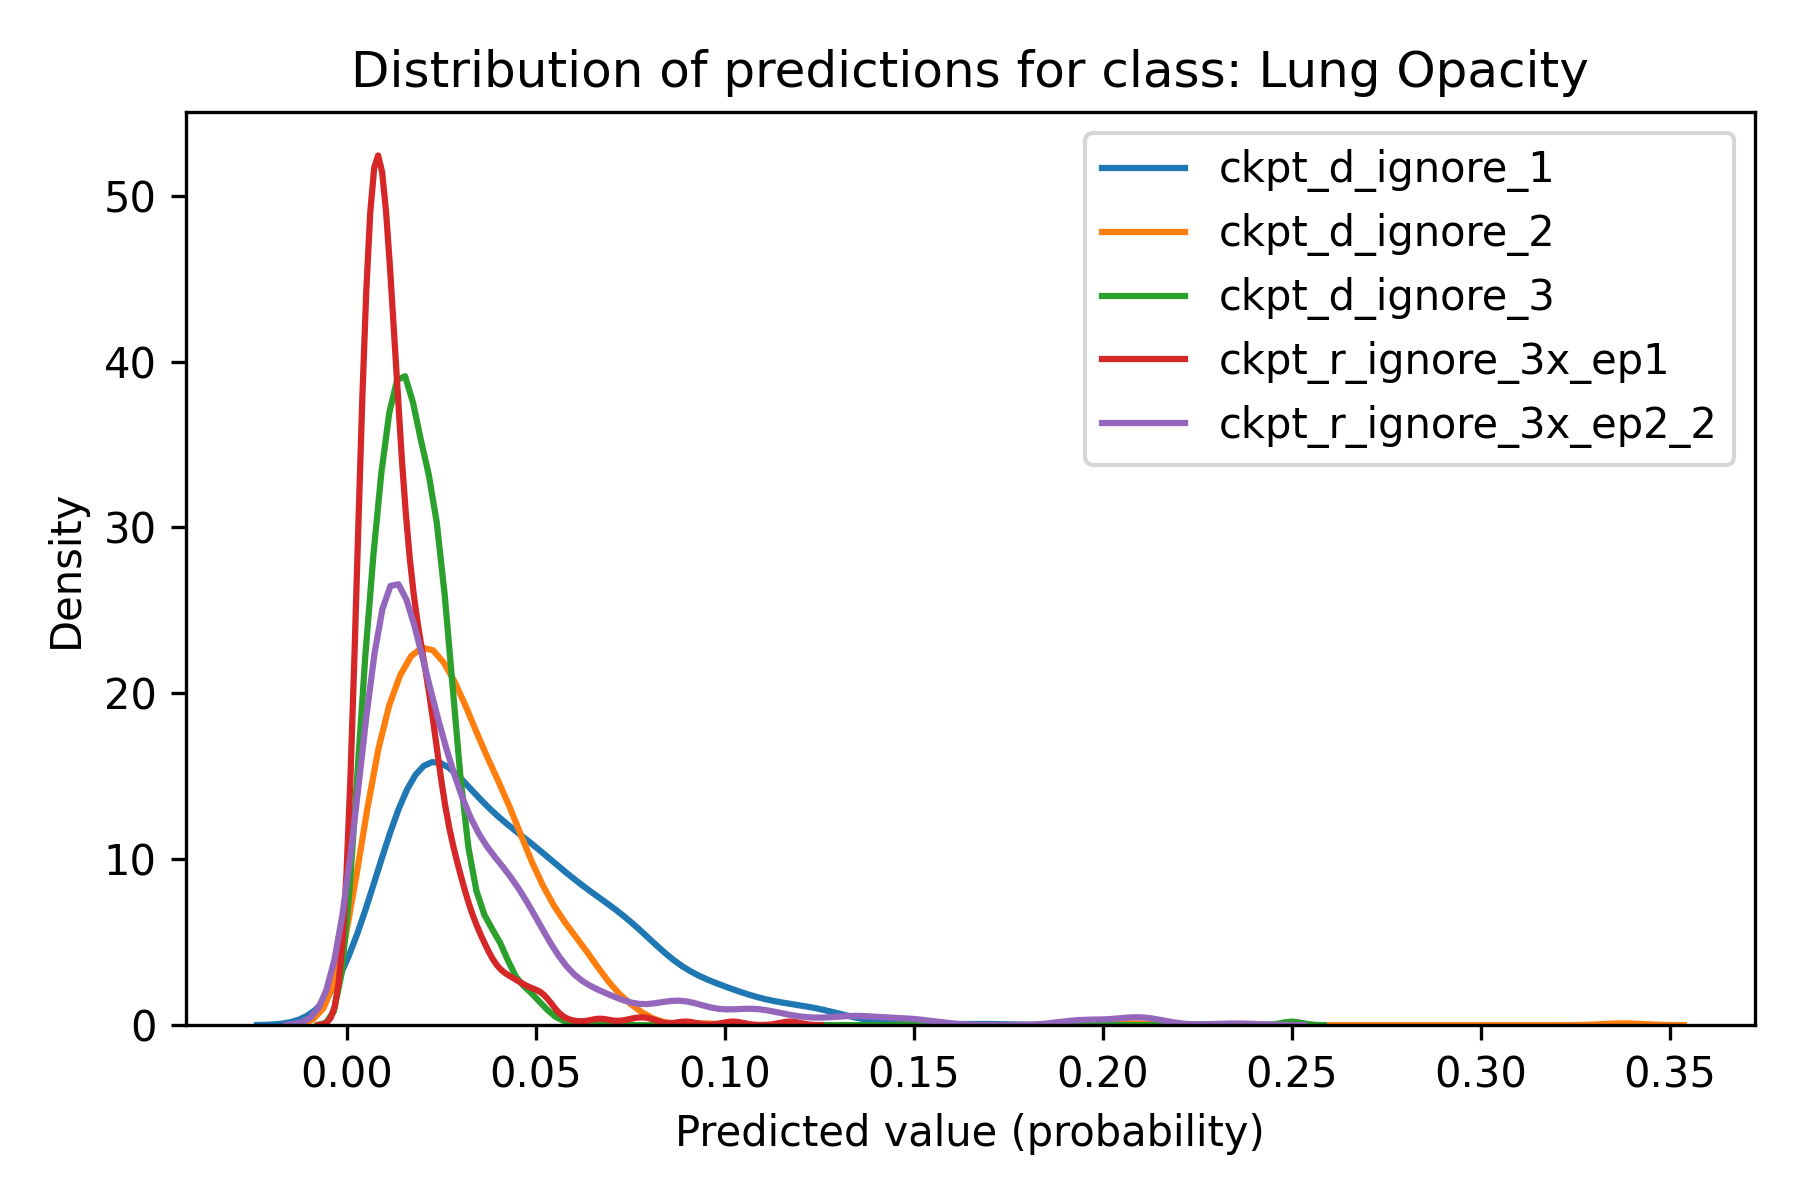 Distribution of predictions for class: Lung Opacity
ckpt_d_ignore_1
ckpt_d_ignore_2
ckpt_d_ignore_3
ckpt_r_ignore_3x_ep1
ckpt_r_ignore_3x_ep2_2
Density
50
40
30
20
10
0
0.00 0.05 0.10 0.15 0.20 0.25 0.30 0.35
Predicted value (probability)